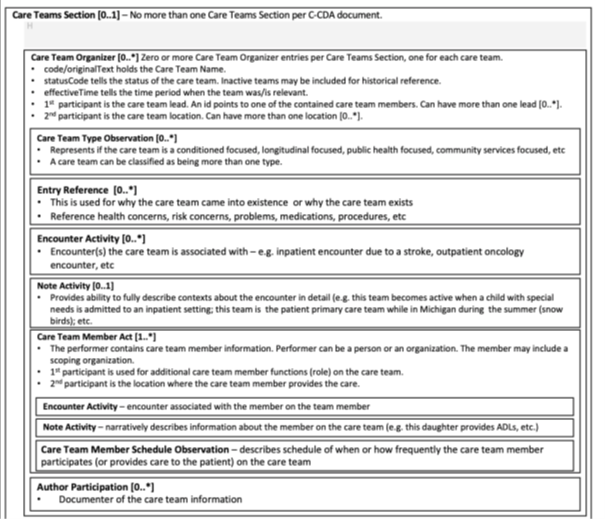 Care Teams Section [0..1] – No more than one Care Teams Section per C-CDA document.
H
Care Team Organizer [0..*] Zero or more Care Team Organizer entries per Care Teams Section, one for each care team.
• code/originalText holds the Care Team Name.
• statusCode tells the status of the care team. Inactive teams may be included for historical reference.
• effectiveTime tells the time period when the team was/is relevant.
• 1st participant is the care team lead. An id points to one of the contained care team members. Can have more than one lead [0..*].
• 2nd participant is the care team location. Can have more than one location [0..*].
Care Team Type Observation [0..*]
• Represents if the care team is a conditioned focused, longitudinal focused, public health focused, community services focused, etc
• A care team can be classified as being more than one type.
Entry Reference [0..*]
• This is used for why the care team came into existence or why the care team exists
• Reference health concerns, risk concerns, problems, medications, procedures, etc
Encounter Activity [0..*]
• Encounter(s) the care team is associated with – e.g. inpatient encounter due to a stroke, outpatient oncology
encounter, etc
Note Activity [0..1]
• Provides ability to fully describe contexts about the encounter in detail (e.g. this team becomes active when a child with special
needs is admitted to an inpatient setting; this team is the patient primary care team while in Michigan during the summer (snow
birds); etc.
Care Team Member Act [1..*]
• The performer contains care team member information. Performer can be a person or an organization. The member may include a
scoping organization.
• 1st participant is used for additional care team member functions (role) on the care team.
• 2nd participant is the location where the care team member provides the care.
Encounter Activity – encounter associated with the member on the team member
Note Activity – narratively describes information about the member on the care team (e.g. this daughter provides ADLs, etc.)
Care Team Member Schedule Observation – describes schedule of when or how frequently the care team member
participates (or provides care to the patient) on the care team
Author Participation [0..*]
• Documenter of the care team information